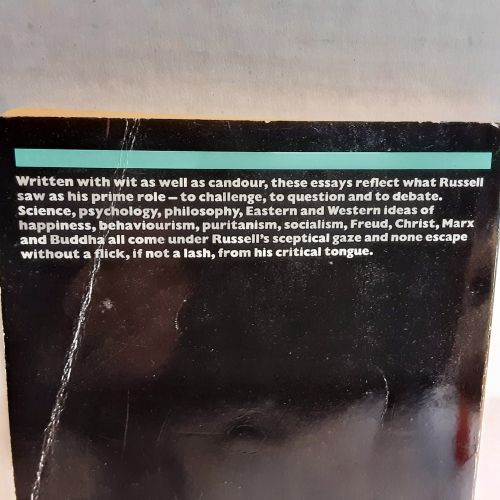 Written with wit as well as candour, these essays reflect what Russell
saw as his prime role – to challenge, to question and to debate.
Science, psychology, philosophy, Eastern and Western ideas of
happiness, behaviourism, puritanism, socialism, Freud, Christ, Marx
and Buddha all come under Russell's sceptical gaze and none escape
without a flick, if not a lash, from his critical tongue.